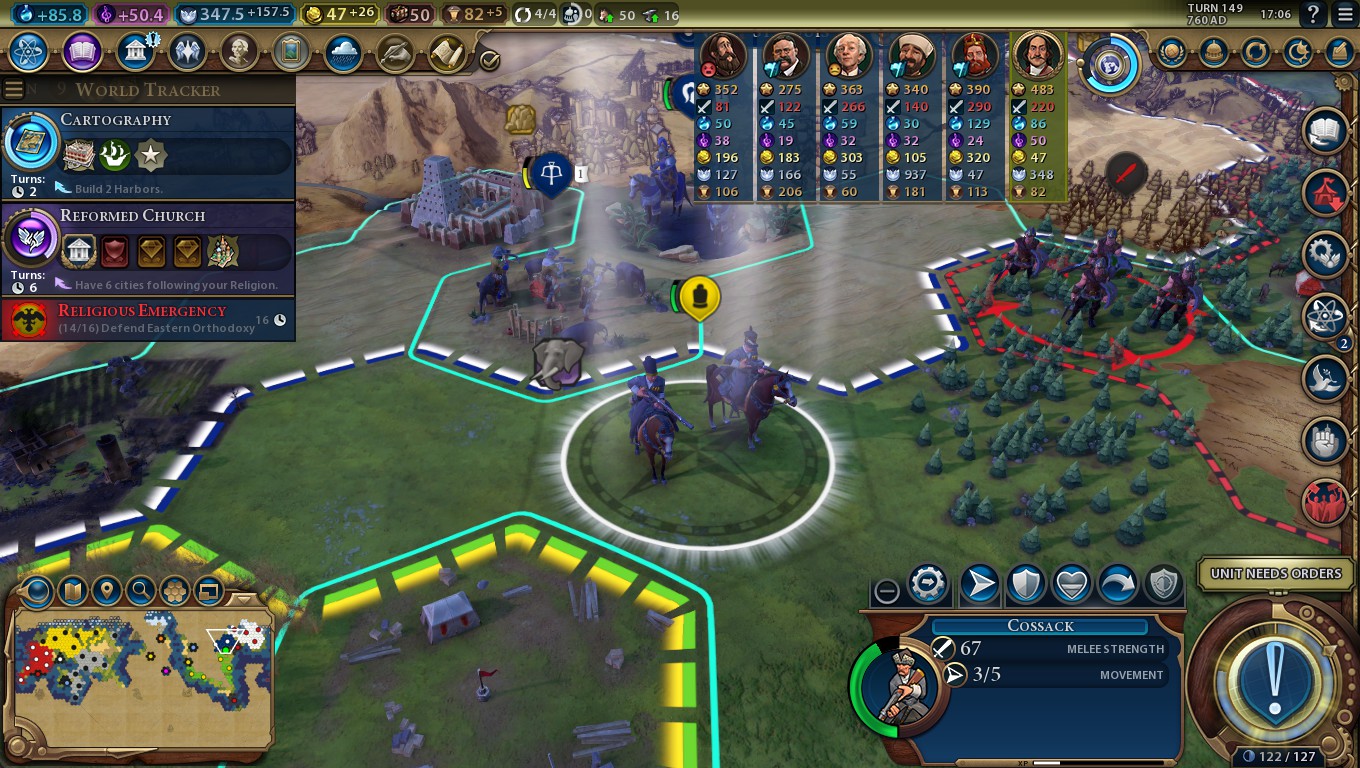 +85.8 +50.4 347.5 +157.5 47 +26 50 82 +5 4/4 0 50 16
TURN 149
760 AD
17:06 ?
WORLD TRACKER
CARTOGRAPHY
Turns:
2
Build 2 Harbors.
REFORMED CHURCH
Turns:
6
Have 6 cities following your Religion.
RELIGIOUS EMERGENCY
(14/16) Defend Eastern Orthodoxy 16
352 275 363 340 390 483
81 122 266 140 290 220
50 45 59 30 129 86
38 19 32 32 24 50
196 183 303 105 320 47
127 166 55 937 47 348
106 206 60 181 113 82
1
2
UNIT NEEDS ORDERS
COSSACK
67 MELEE STRENGTH
3/5 MOVEMENT
XP
122 / 127